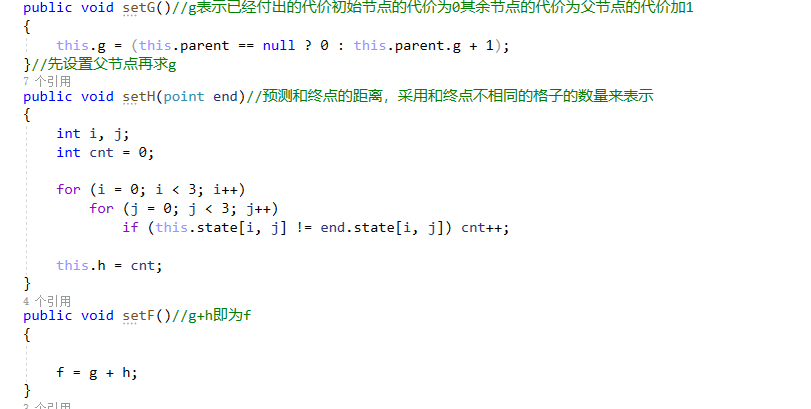 public void setG()//g表示已经付出的代价初始节点的代价为0其余节点的代价为父节点的代价加1
{
this.g = (this.parent == null ? 0 : this.parent.g + 1);
}//先设置父节点再求g
7 个引用
public void setH(point end)//预测和终点的距离，采用和终点不相同的格子的数量来表示
{
int i, j;
int cnt = 0;
for (i = 0; i < 3; i++)
for (j = 0; j < 3; j++)
if (this.state[i, j] != end.state[i, j]) cnt++;
this.h = cnt;
}
4 个引用
public void setF()//g+h即为f
{
f = g + h;
}
个引用